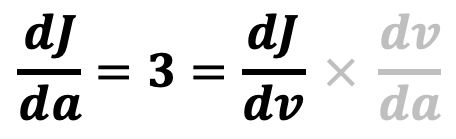 dJ/da = 3 = dJ/dv × dv/da